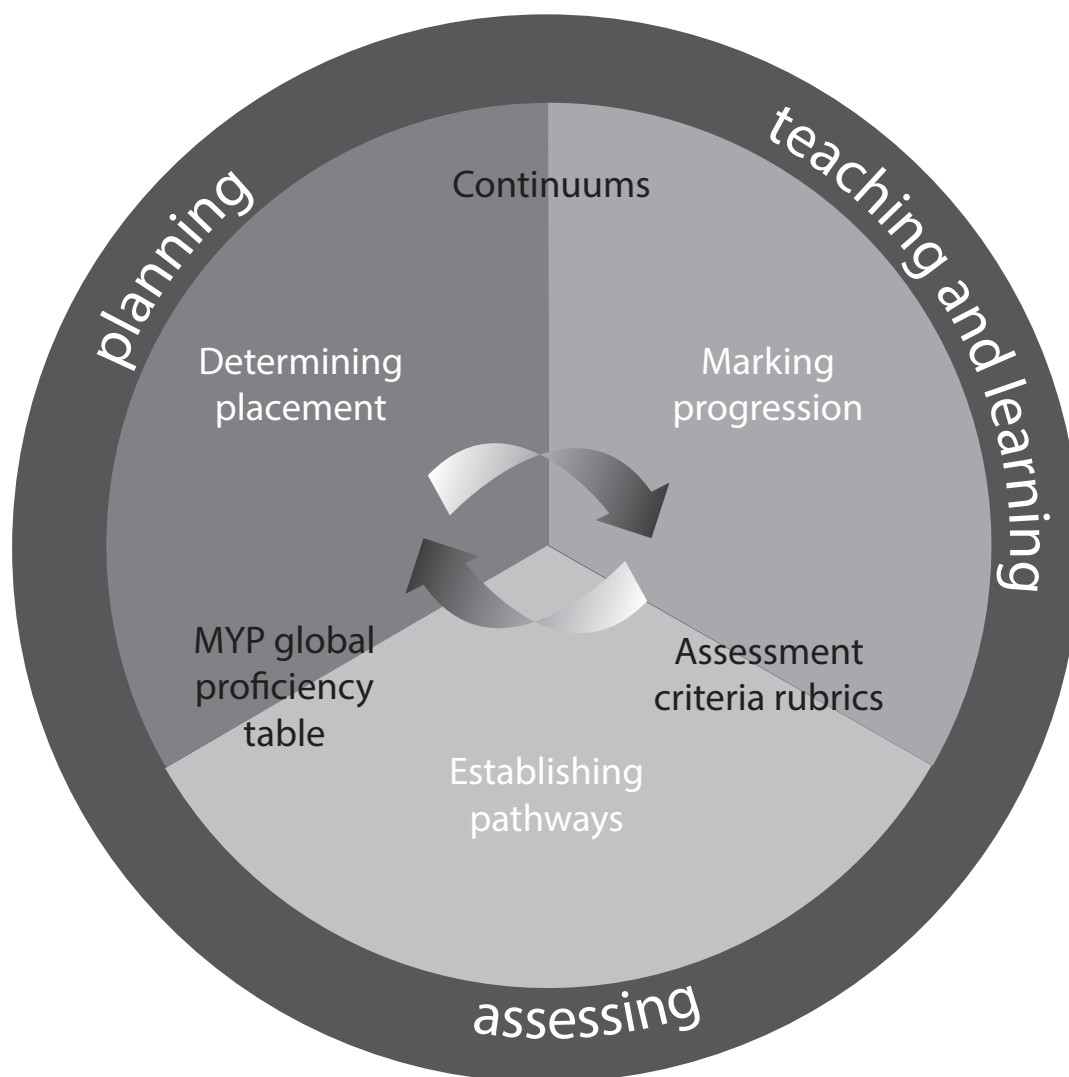 planning
teaching and learning
Continuums
Determining
placement
Marking
progression
MYP global
proficiency
table
Assessment
criteria rubrics
Establishing
pathways
assessing